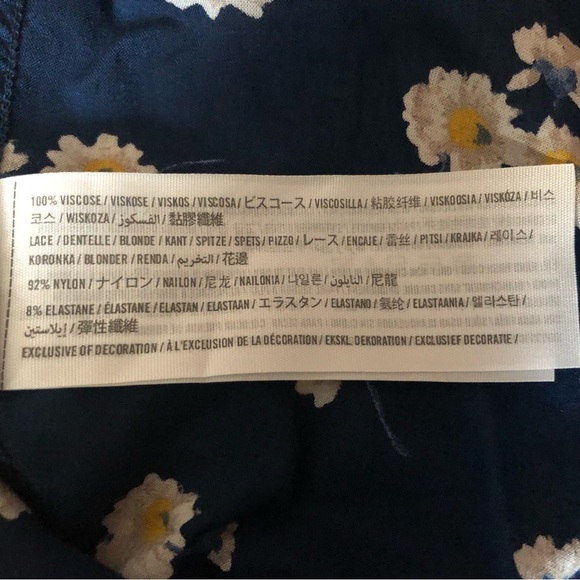 100% VISCOSE / VISKOSE / VISKOS / VISCOSA / ビスコース / VISCOSILLA / 粘胶纤维 / VISKOOSIA / VISKÓZA / 비스
코스 / WISKOZA / الفسكوز / 黏膠纖維
LACE / DENTELLE / BLONDE / KANT / SPITZE / SPETS / PIZZO / レース / ENCAJE / 蕾丝 / PITSI / KRAJKA / 레이스 /
KORONKA / BLONDER / RENDA / التخريم / 花邊
92% NYLON / ナイロン / NAILON / 尼龙 / NAILONIA / 나일론 / النايلون / 尼龍
8% ELASTANE / ÉLASTANE / ELASTAN / ELASTAAN / エラスタン / ELASTANO / 氨纶 / ELASTAANIA / 엘라스탄 /
إيلاستين / 彈性纖維
EXCLUSIVE OF DECORATION / À L'EXCLUSION DE LA DÉCORATION / EKSKL. DEKORATION / EXCLUSIEF DECORATIE /